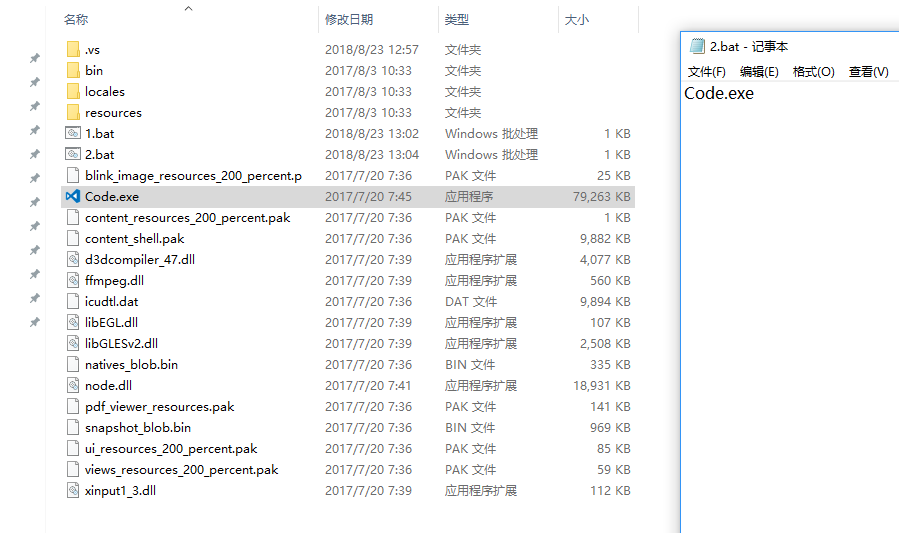 名称 修改日期 类型 大小
.vs 2018/8/23 12:57 文件夹
bin 2017/8/3 10:33 文件夹
locales 2017/8/3 10:33 文件夹
resources 2017/8/3 10:33 文件夹
1.bat 2018/8/23 13:02 Windows 批处理 1 KB
2.bat 2018/8/23 13:04 Windows 批处理 1 KB
blink_image_resources_200_percent.p 2017/7/20 7:36 PAK 文件 25 KB
Code.exe 2017/7/20 7:45 应用程序 79,263 KB
content_resources_200_percent.pak 2017/7/20 7:36 PAK 文件 1 KB
content_shell.pak 2017/7/20 7:36 PAK 文件 9,882 KB
d3dcompiler_47.dll 2017/7/20 7:39 应用程序扩展 4,077 KB
ffmpeg.dll 2017/7/20 7:39 应用程序扩展 560 KB
icudtl.dat 2017/7/20 7:36 DAT 文件 9,894 KB
libEGL.dll 2017/7/20 7:39 应用程序扩展 107 KB
libGLESv2.dll 2017/7/20 7:39 应用程序扩展 2,508 KB
natives_blob.bin 2017/7/20 7:36 BIN 文件 335 KB
node.dll 2017/7/20 7:41 应用程序扩展 18,931 KB
pdf_viewer_resources.pak 2017/7/20 7:36 PAK 文件 141 KB
snapshot_blob.bin 2017/7/20 7:36 BIN 文件 969 KB
ui_resources_200_percent.pak 2017/7/20 7:36 PAK 文件 85 KB
views_resources_200_percent.pak 2017/7/20 7:36 PAK 文件 59 KB
xinput1_3.dll 2017/7/20 7:39 应用程序扩展 112 KB
2.bat - 记事本
文件(F) 编辑(E) 格式(O) 查看(V)
Code.exe